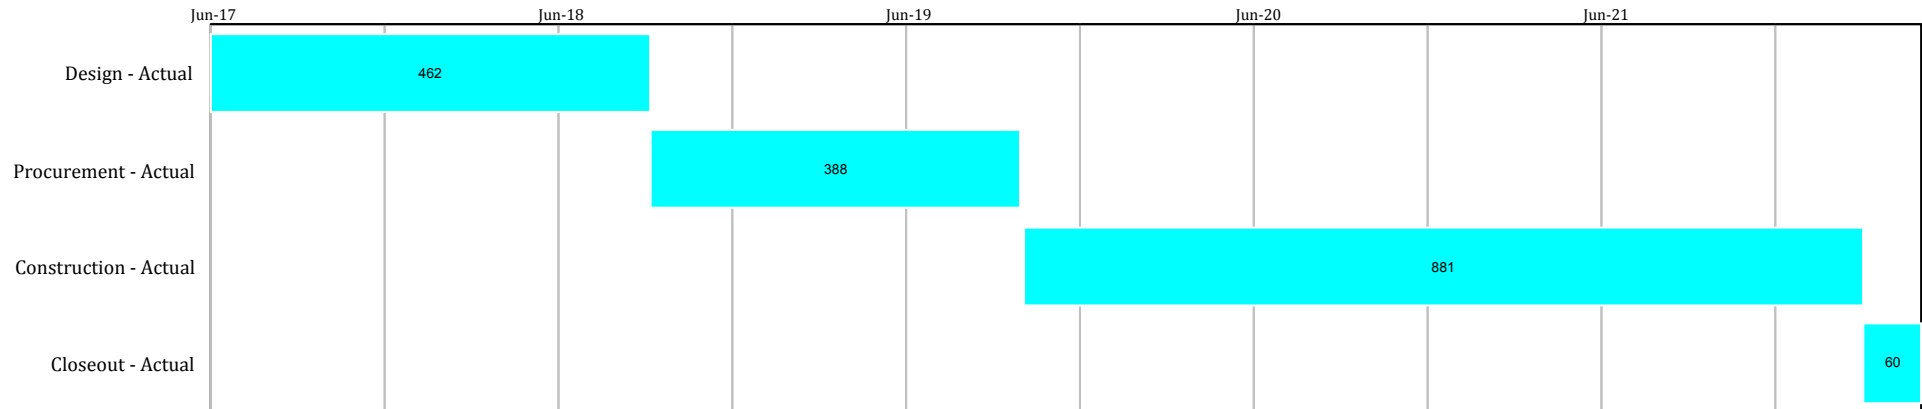 Jun-17 Jun-18 Jun-19 Jun-20 Jun-21
Design - Actual 462
Procurement - Actual 388
Construction - Actual 881
Closeout - Actual 60